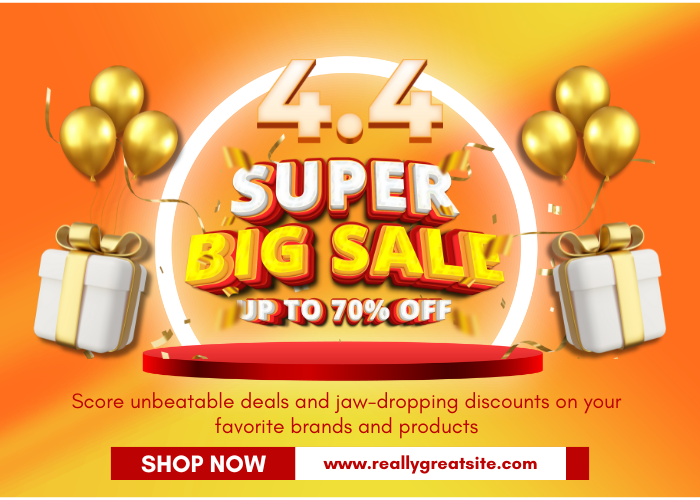 4.4
SUPER
BIG SALE
UP TO 70% OFF
Score unbeatable deals and jaw-dropping discounts on your
favorite brands and products
SHOP NOW
www.reallygreatsite.com